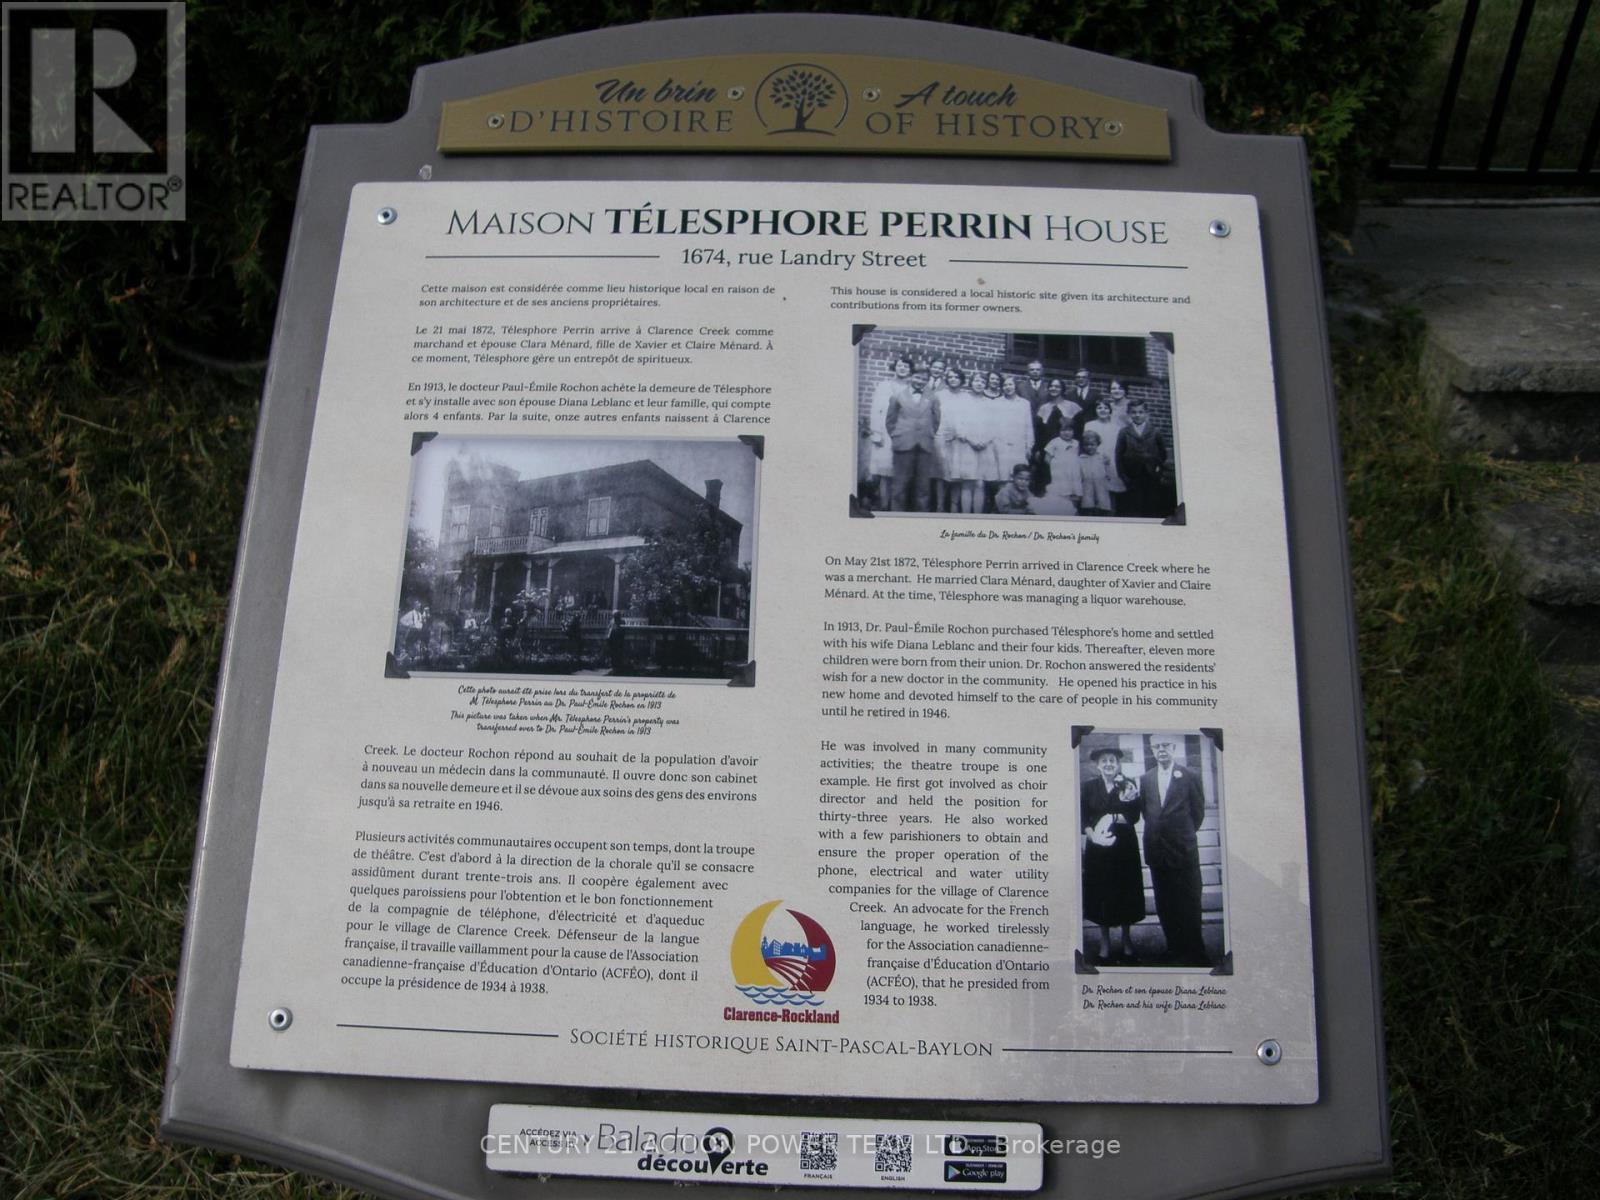 REALTOR®
Un brin
D'HISTOIRE
A touch
OF HISTORY
MAISON TÉLESPHORE PERRIN HOUSE
1674, rue Landry Street
Cette maison est considérée comme lieu historique local en raison de
son architecture et de ses anciens propriétaires.
Le 21 mai 1872, Télesphore Perrin arrive à Clarence Creek comme
marchand et épouse Clara Ménard, fille de Xavier et Claire Ménard. À
ce moment, Télesphore gère un entrepôt de spiritueux.
En 1913, le docteur Paul-Émile Rochon achète la demeure de Télesphore
et s'y installe avec son épouse Diana Leblanc et leur famille, qui compte
alors 4 enfants. Par la suite, onze autres enfants naissent à Clarence
Cette photo aurait été prise lors du transfert de la propriété de
M. Télesphore Perrin au Dr. Paul-Émile Rochon en 1913
This picture was taken when Mr. Télesphore Perrin's property was
transferred over to Dr. Paul-Émile Rochon in 1913
Creek. Le docteur Rochon répond au souhait de la population d'avoir
à nouveau un médecin dans la communauté. Il ouvre donc son cabinet
dans sa nouvelle demeure et il se dévoue aux soins des gens des environs
jusqu'à sa retraite en 1946.
Plusieurs activités communautaires occupent son temps, dont la troupe
de théâtre. C'est d'abord à la direction de la chorale qu'il se consacre
assidûment durant trente-trois ans. Il coopère également avec
quelques paroissiens pour l'obtention et le bon fonctionnement
de la compagnie de téléphone, d'électricité et d'aqueduc
pour le village de Clarence Creek. Défenseur de la langue
française, il travaille vaillamment pour la cause de l'Association
canadienne-française d'Éducation d'Ontario (ACFÉO), dont il
occupe la présidence de 1934 à 1938.
This house is considered a local historic site given its architecture and
contributions from its former owners.
La famille du Dr. Rochon / Dr. Rochon's family
On May 21st 1872, Télesphore Perrin arrived in Clarence Creek where he
was a merchant. He married Clara Ménard, daughter of Xavier and Claire
Ménard. At the time, Télesphore was managing a liquor warehouse.
In 1913, Dr. Paul-Émile Rochon purchased Télesphore's home and settled
with his wife Diana Leblanc and their four kids. Thereafter, eleven more
children were born from their union. Dr. Rochon answered the residents'
wish for a new doctor in the community. He opened his practice in his
new home and devoted himself to the care of people in his community
until he retired in 1946.
He was involved in many community
activities; the theatre troupe is one
example. He first got involved as choir
director and held the position for
thirty-three years. He also worked
with a few parishioners to obtain and
ensure the proper operation of the
phone, electrical and water utility
companies for the village of Clarence
Creek. An advocate for the French
language, he worked tirelessly
for the Association canadienne-
française d'Éducation d'Ontario
(ACFÉO), that he presided from
1934 to 1938.
Dr. Rochon et son épouse Diana Leblanc
Dr. Rochon and his wife Diana Leblanc
Clarence-Rockland
SOCIÉTÉ HISTORIQUE SAINT-PASCAL-BAYLON
ACCÉDEZ VIA
ACCESS
Balado
découverte
FRANÇAIS
ENGLISH
App Store
Google play
CENTURY 21 ACTION POWER TEAM LTD., Brokerage